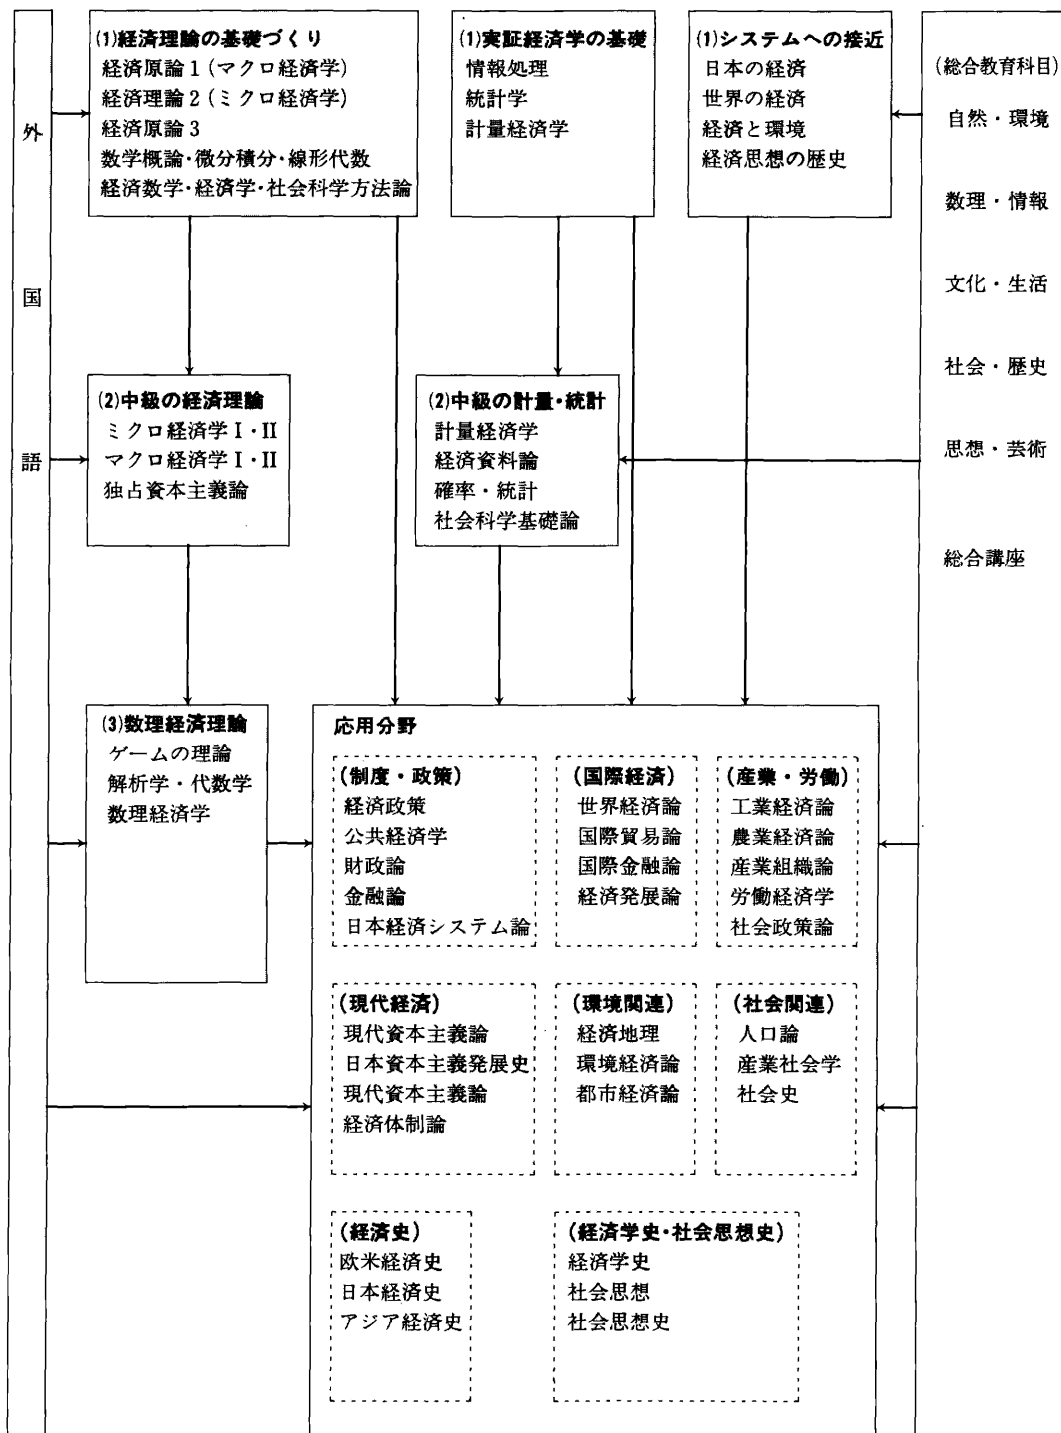 外国語
(1)経済理論の基礎づくり
経済原論1(マクロ経済学)
経済理論2(ミクロ経済学)
経済原論3
数学概論・微分積分・線形代数
経済数学・経済学・社会科学方法論
(1)実証経済学の基礎
情報処理
統計学
計量経済学
(1)システムへの接近
日本の経済
世界の経済
経済と環境
経済思想の歴史
(総合教育科目)
自然・環境
数理・情報
文化・生活
社会・歴史
思想・芸術
総合講座
(2)中級の経済理論
ミクロ経済学I・II
マクロ経済学I・II
独占資本主義論
(2)中級の計量・統計
計量経済学
経済資料論
確率・統計
社会科学基礎論
(3)数理経済理論
ゲームの理論
解析学・代数学
数理経済学
応用分野
(制度・政策)
経済政策
公共経済学
財政論
金融論
日本経済システム論
(国際経済)
世界経済論
国際貿易論
国際金融論
経済発展論
(産業・労働)
工業経済論
農業経済論
産業組織論
労働経済学
社会政策論
(現代経済)
現代資本主義論
日本資本主義発展史
現代資本主義論
経済体制論
(環境関連)
経済地理
環境経済論
都市経済論
(社会関連)
人口論
産業社会学
社会史
(経済史)
欧米経済史
日本経済史
アジア経済史
(経済学史・社会思想史)
経済学史
社会思想
社会思想史